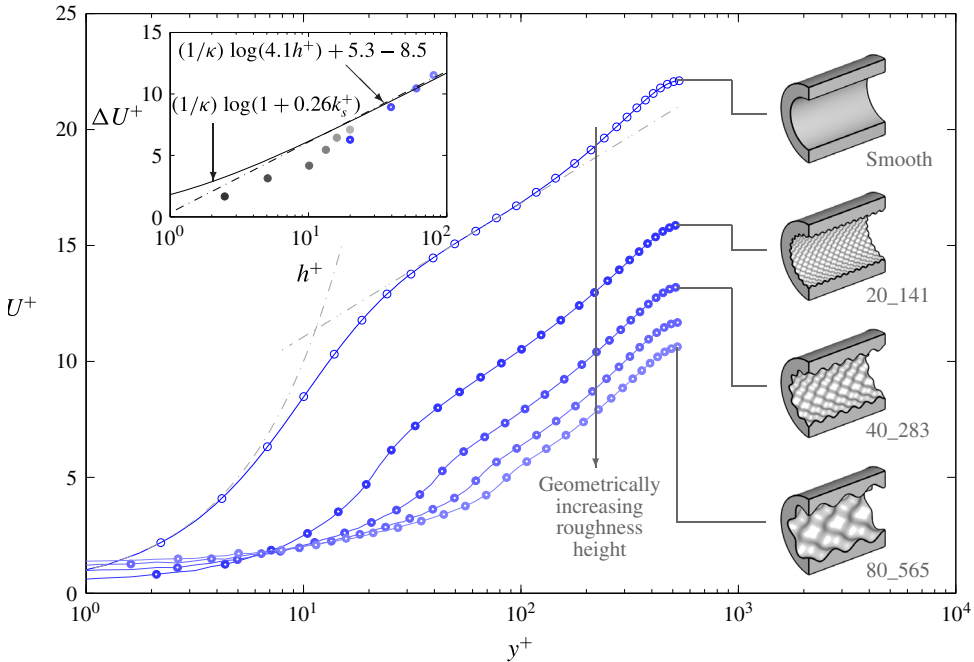 25
20
15
10
5
0
U⁺
10⁰
10¹
10²
10³
10⁴
y⁺
15
10
5
0
ΔU⁺
10⁰
10¹
10²
h⁺
(1/κ) log(4.1h⁺) + 5.3 – 8.5
(1/κ) log(1 + 0.26kₛ⁺)
Geometrically
increasing
roughness
height
Smooth
20_141
40_283
80_565